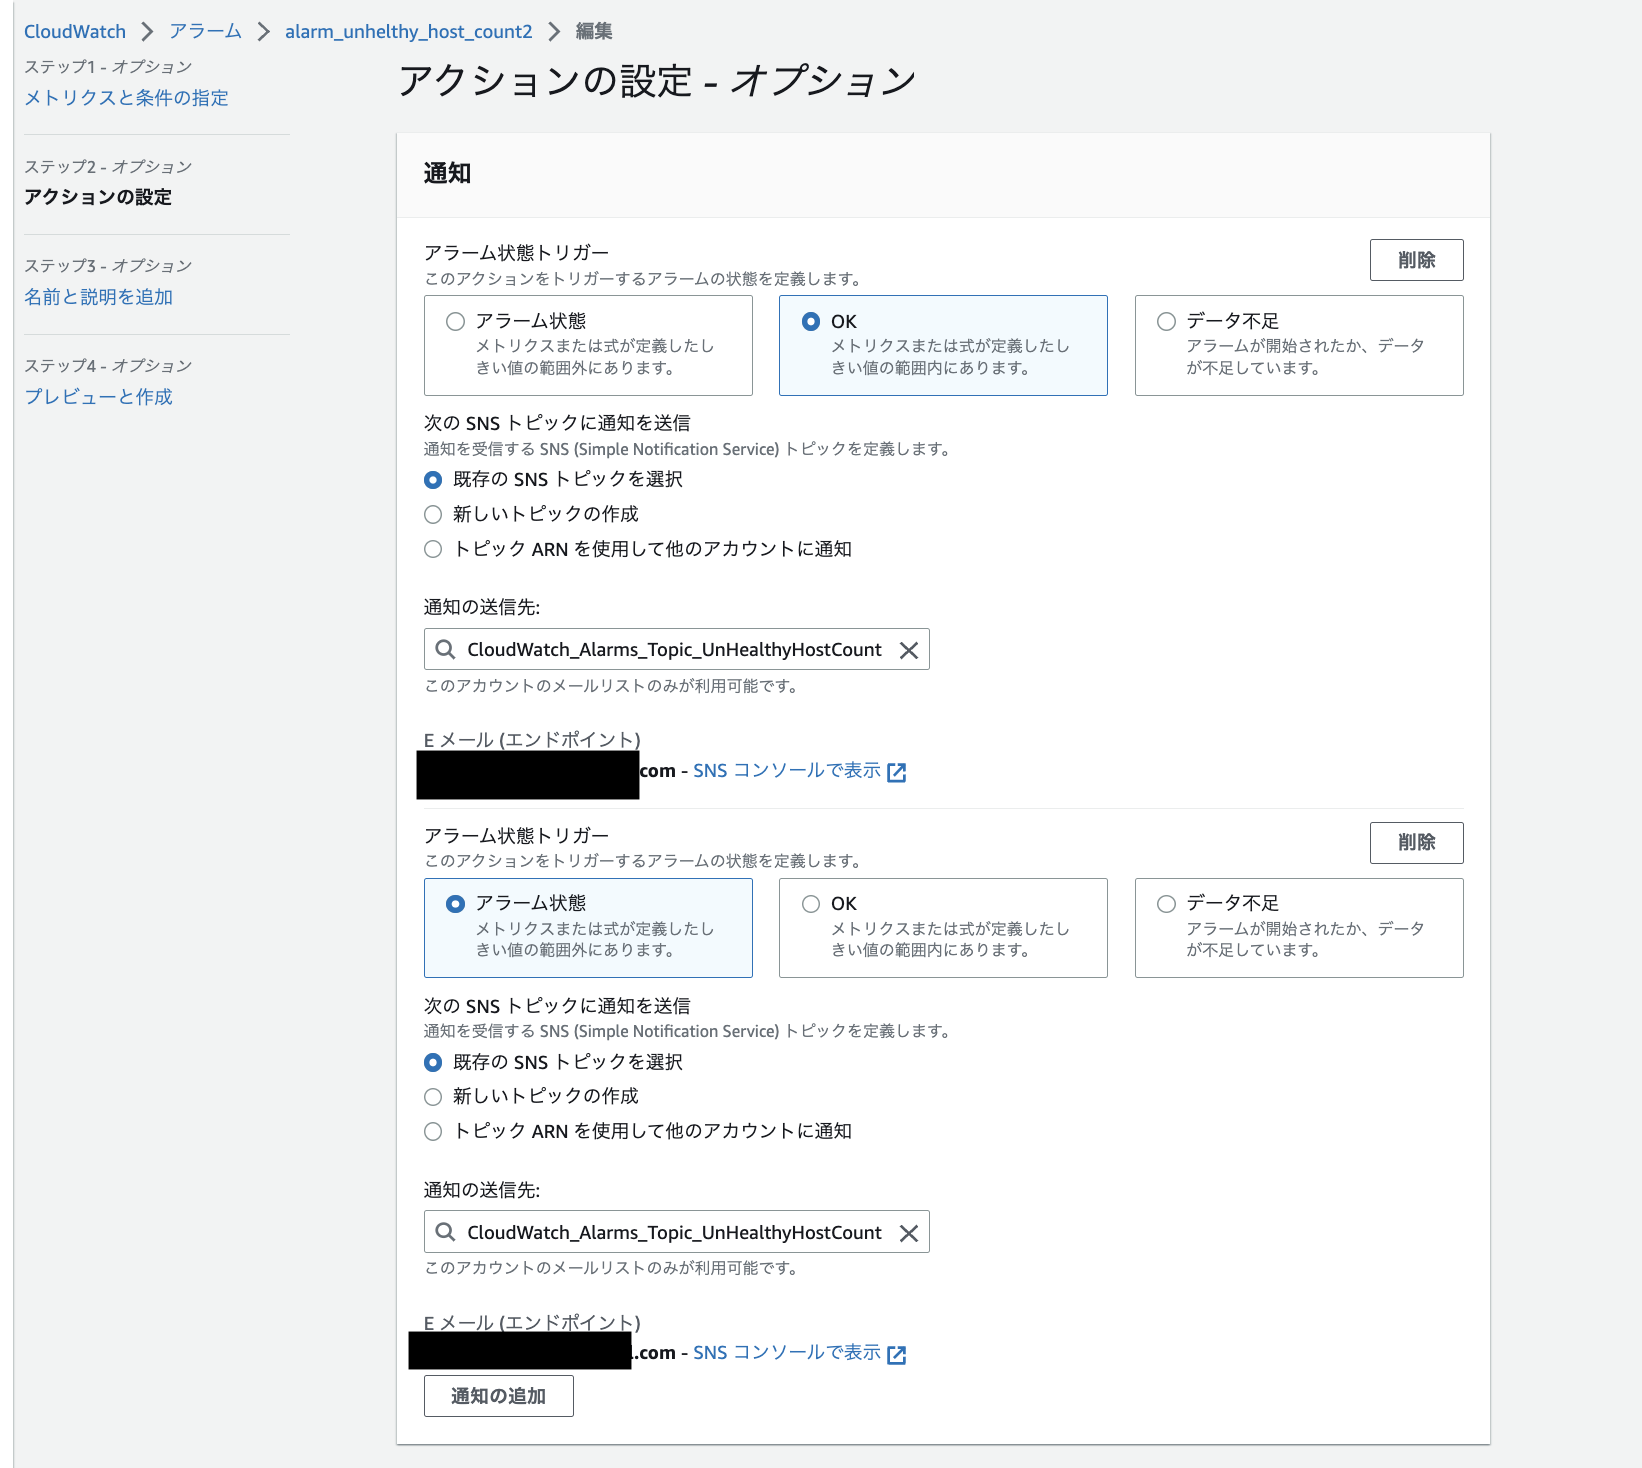 CloudWatch > アラーム > alarm_unhelthy_host_count2 > 編集
ステップ1 - オプション
メトリクスと条件の指定
ステップ2 - オプション
アクションの設定
ステップ3 - オプション
名前と説明を追加
ステップ4 - オプション
プレビューと作成
アクションの設定 - オプション
通知
アラーム状態トリガー
このアクションをトリガーするアラームの状態を定義します。
削除
アラーム状態
メトリクスまたは式が定義したし
きい値の範囲外にあります。
OK
メトリクスまたは式が定義したし
きい値の範囲内にあります。
データ不足
アラームが開始されたか、データ
が不足しています。
次の SNS トピックに通知を送信
通知を受信する SNS (Simple Notification Service) トピックを定義します。
既存の SNS トピックを選択
新しいトピックの作成
トピック ARN を使用して他のアカウントに通知
通知の送信先:
CloudWatch_Alarms_Topic_UnHealthyHostCount
このアカウントのメールリストのみが利用可能です。
E メール (エンドポイント)
com - SNS コンソールで表示
アラーム状態トリガー
このアクションをトリガーするアラームの状態を定義します。
削除
アラーム状態
メトリクスまたは式が定義したし
きい値の範囲外にあります。
OK
メトリクスまたは式が定義したし
きい値の範囲内にあります。
データ不足
アラームが開始されたか、データ
が不足しています。
次の SNS トピックに通知を送信
通知を受信する SNS (Simple Notification Service) トピックを定義します。
既存の SNS トピックを選択
新しいトピックの作成
トピック ARN を使用して他のアカウントに通知
通知の送信先:
CloudWatch_Alarms_Topic_UnHealthyHostCount
このアカウントのメールリストのみが利用可能です。
E メール (エンドポイント)
.com - SNS コンソールで表示
通知の追加